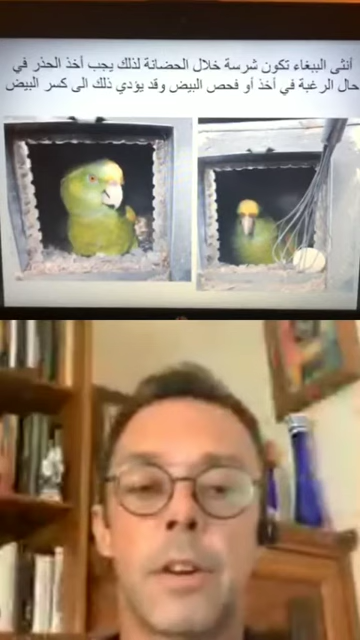 أنثى الببغاء تكون شرسة خلال الحضانة لذلك يجب أخذ الحذر في
حال الرغبة في أخذ أو فحص البيض وقد يؤدي ذلك الى كسر البيض